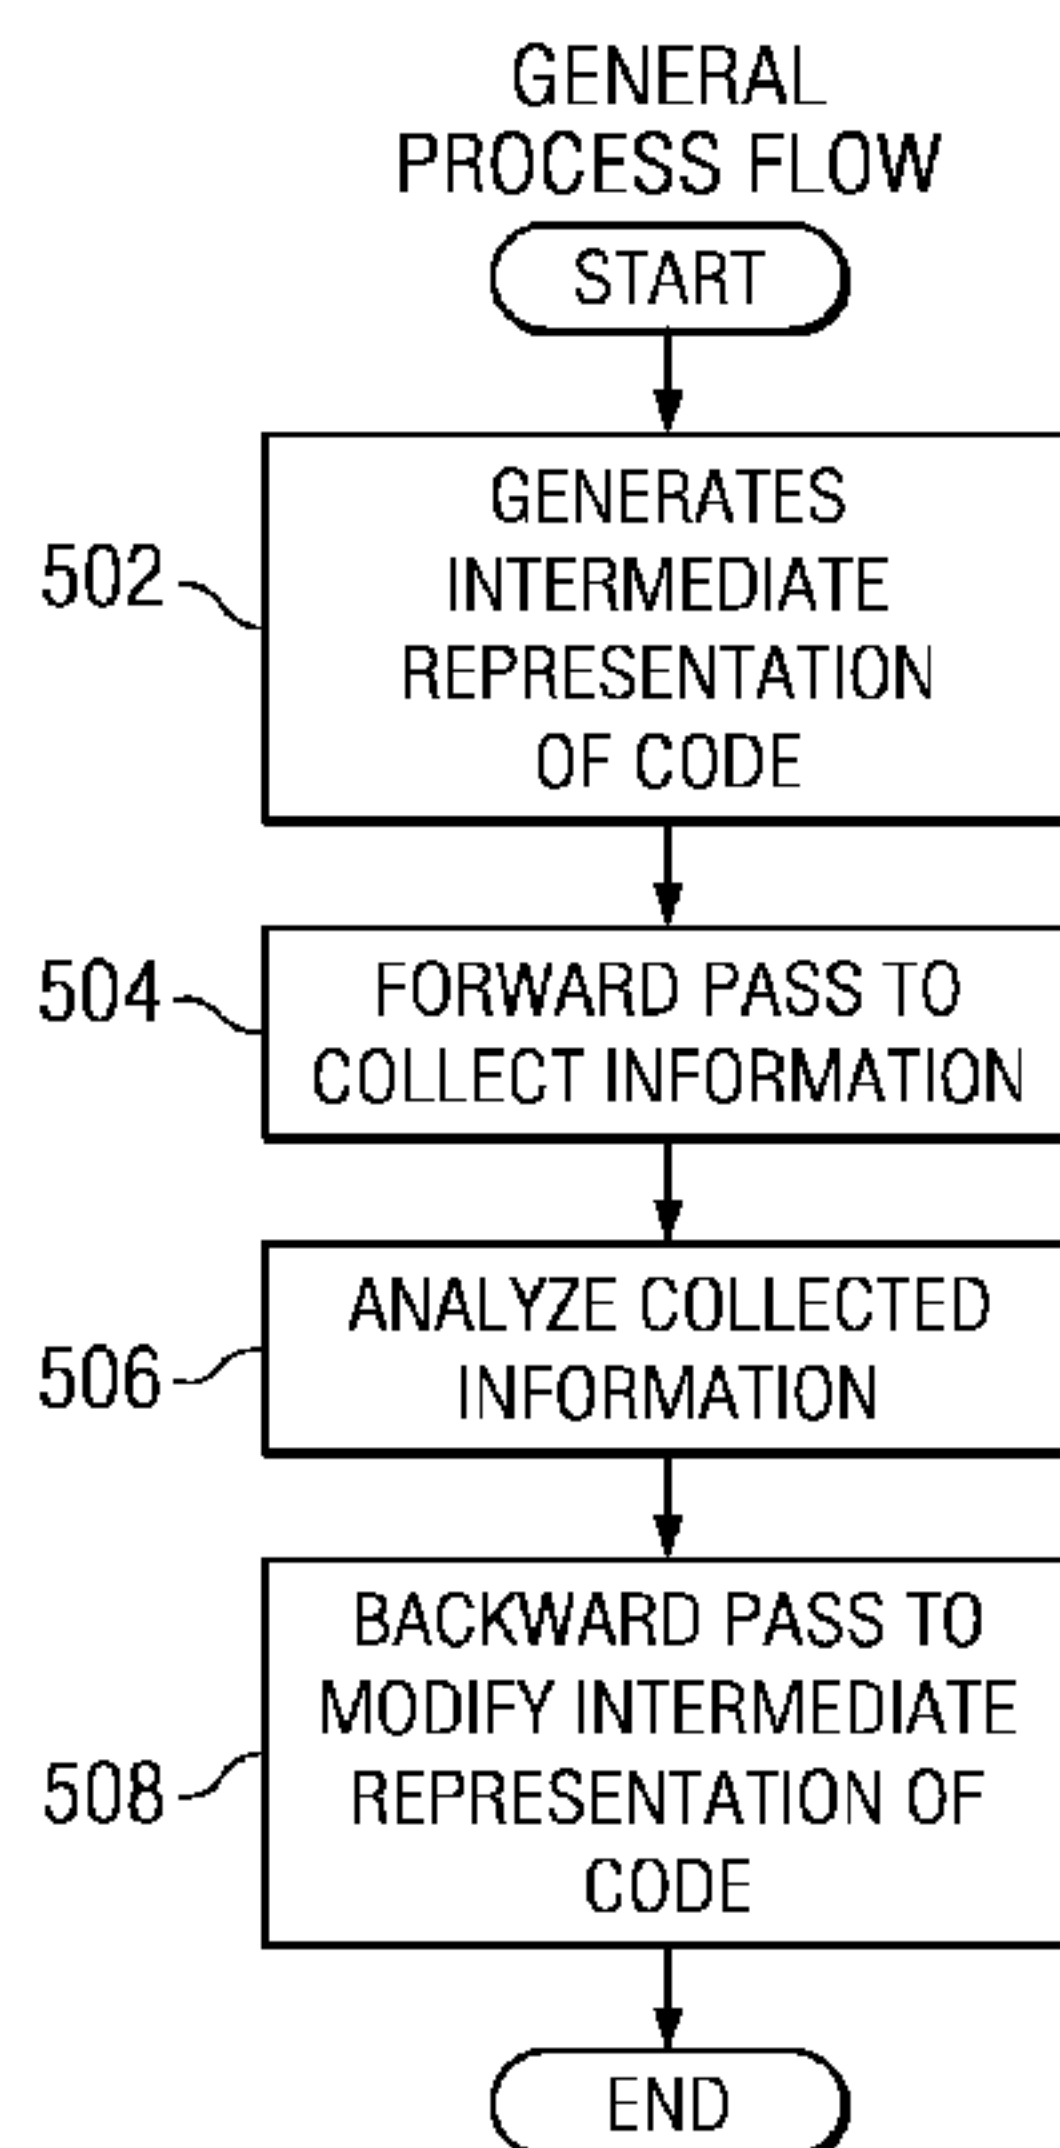 GENERAL
PROCESS FLOW
START
502
GENERATES
INTERMEDIATE
REPRESENTATION
OF CODE
504
FORWARD PASS TO
COLLECT INFORMATION
506
ANALYZE COLLECTED
INFORMATION
508
BACKWARD PASS TO
MODIFY INTERMEDIATE
REPRESENTATION OF
CODE
END